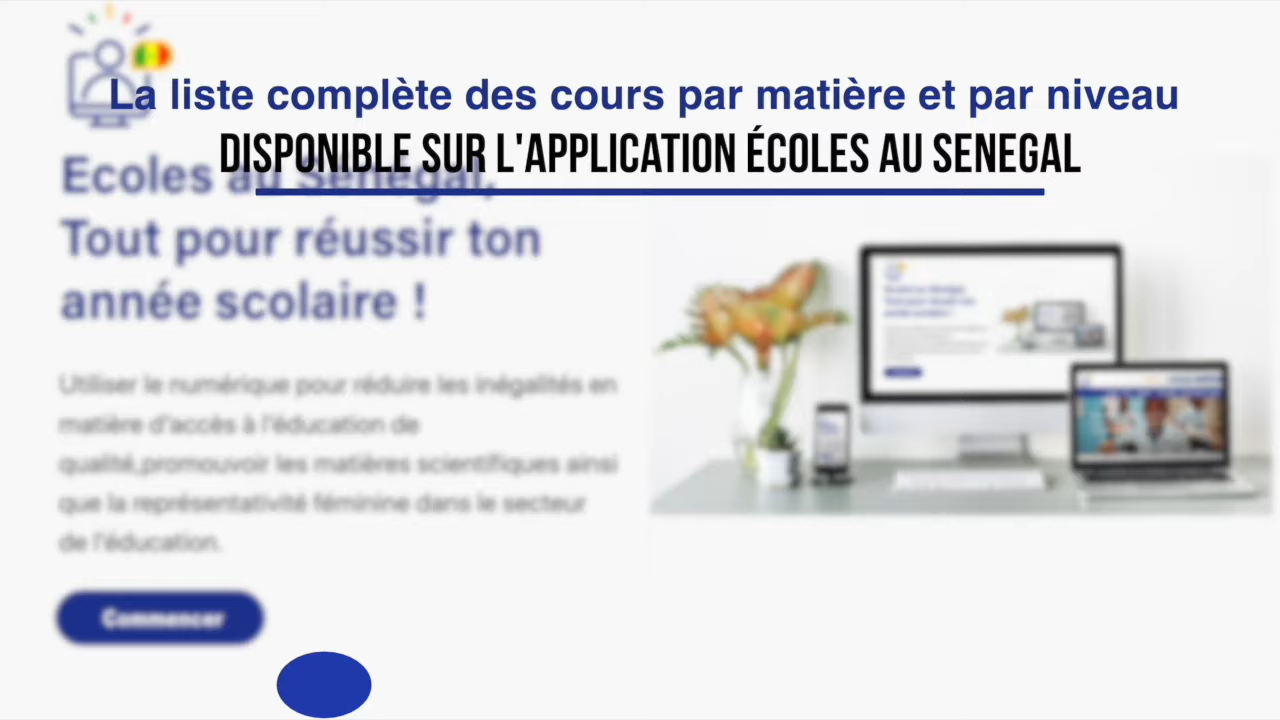 La liste complète des cours par matière et par niveau
DISPONIBLE SUR L'APPLICATION ÉCOLES AU SENEGAL
Ecoles au Sénégal,
Tout pour réussir ton
année scolaire !
Utiliser le numérique pour réduire les inégalités en
matière d'accès à l'éducation de
qualité,promouvoir les matières scientifiques ainsi
que la représentativité féminine dans le secteur
de l'éducation.
Commencer